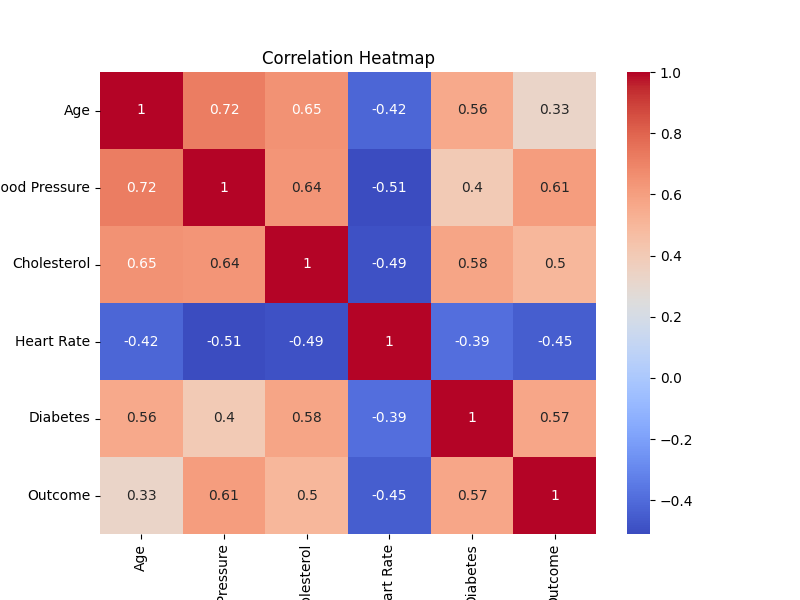 Correlation Heatmap
1.0
Age 1 0.72 0.65 -0.42 0.56 0.33
0.8
ood Pressure 0.72 1 0.64 -0.51 0.4 0.61
0.6
Cholesterol 0.65 0.64 1 -0.49 0.58 0.5
0.4
0.2
Heart Rate -0.42 -0.51 -0.49 1 -0.39 -0.45
0.0
Diabetes 0.56 0.4 0.58 -0.39 1 0.57
−0.2
Outcome 0.33 0.61 0.5 -0.45 0.57 1
−0.4
Age
Pressure
lesterol
art Rate
iabetes
utcome